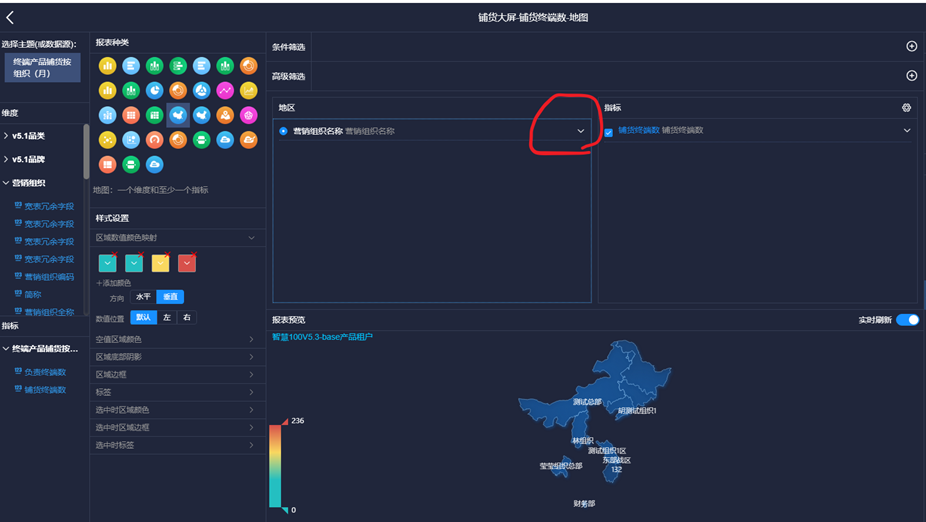 铺货大屏-铺货终端数-地图
选择主题(或数据源):
终端产品铺货按
组织（月）
维度
v5.1品类
v5.1品牌
营销组织
宽表冗余字段
宽表冗余字段
宽表冗余字段
宽表冗余字段
营销组织编码
简称
营销组织全称
指标
终端产品铺货按...
负责终端数
铺货终端数
报表种类
地图：一个维度和至少一个指标
样式设置
区域数值颜色映射
+添加颜色
方向 水平 垂直
数值位置 默认 左 右
空值区域颜色
区域底部阴影
区域边框
标签
选中时区域颜色
选中时区域边框
选中时标签
条件筛选
高级筛选
地区
营销组织名称 营销组织名称
指标
铺货终端数 铺货终端数
报表预览
实时刷新
智慧100V5.3-base产品租户
236
0
测试总部
胡测试组织1
林组织
测试组织1区
东部战区
132
莹莹组织总部
财务部